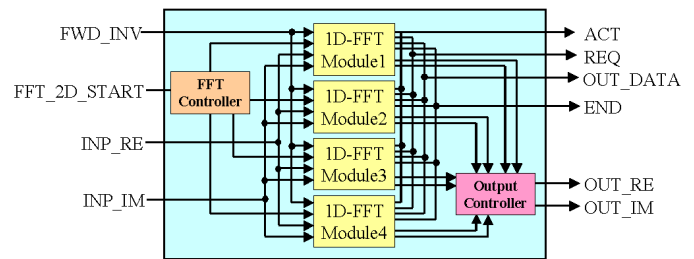 FWD_INV
FFT_2D_START
INP_RE
INP_IM
FFT
Controller
1D-FFT
Module1
1D-FFT
Module2
1D-FFT
Module3
1D-FFT
Module4
Output
Controller
ACT
REQ
OUT_DATA
END
OUT_RE
OUT_IM